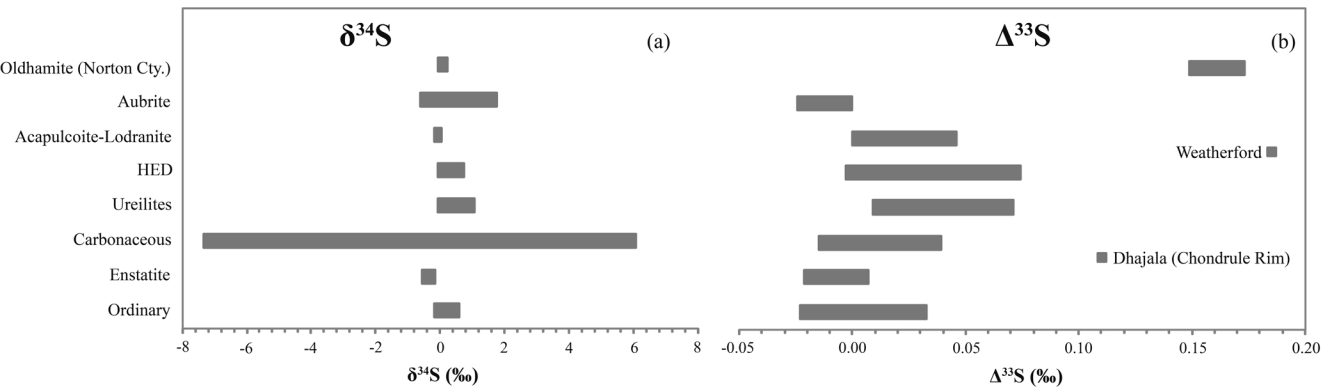 δ³⁴S
(a)
Oldhamite (Norton Cty.)
Aubrite
Acapulcoite-Lodranite
HED
Ureilites
Carbonaceous
Enstatite
Ordinary
-8 -6 -4 -2 0 2 4 6 8
δ³⁴S (‰)
Δ³³S
(b)
Weatherford
Dhajala (Chondrule Rim)
-0.05 0.00 0.05 0.10 0.15 0.20
Δ³³S (‰)